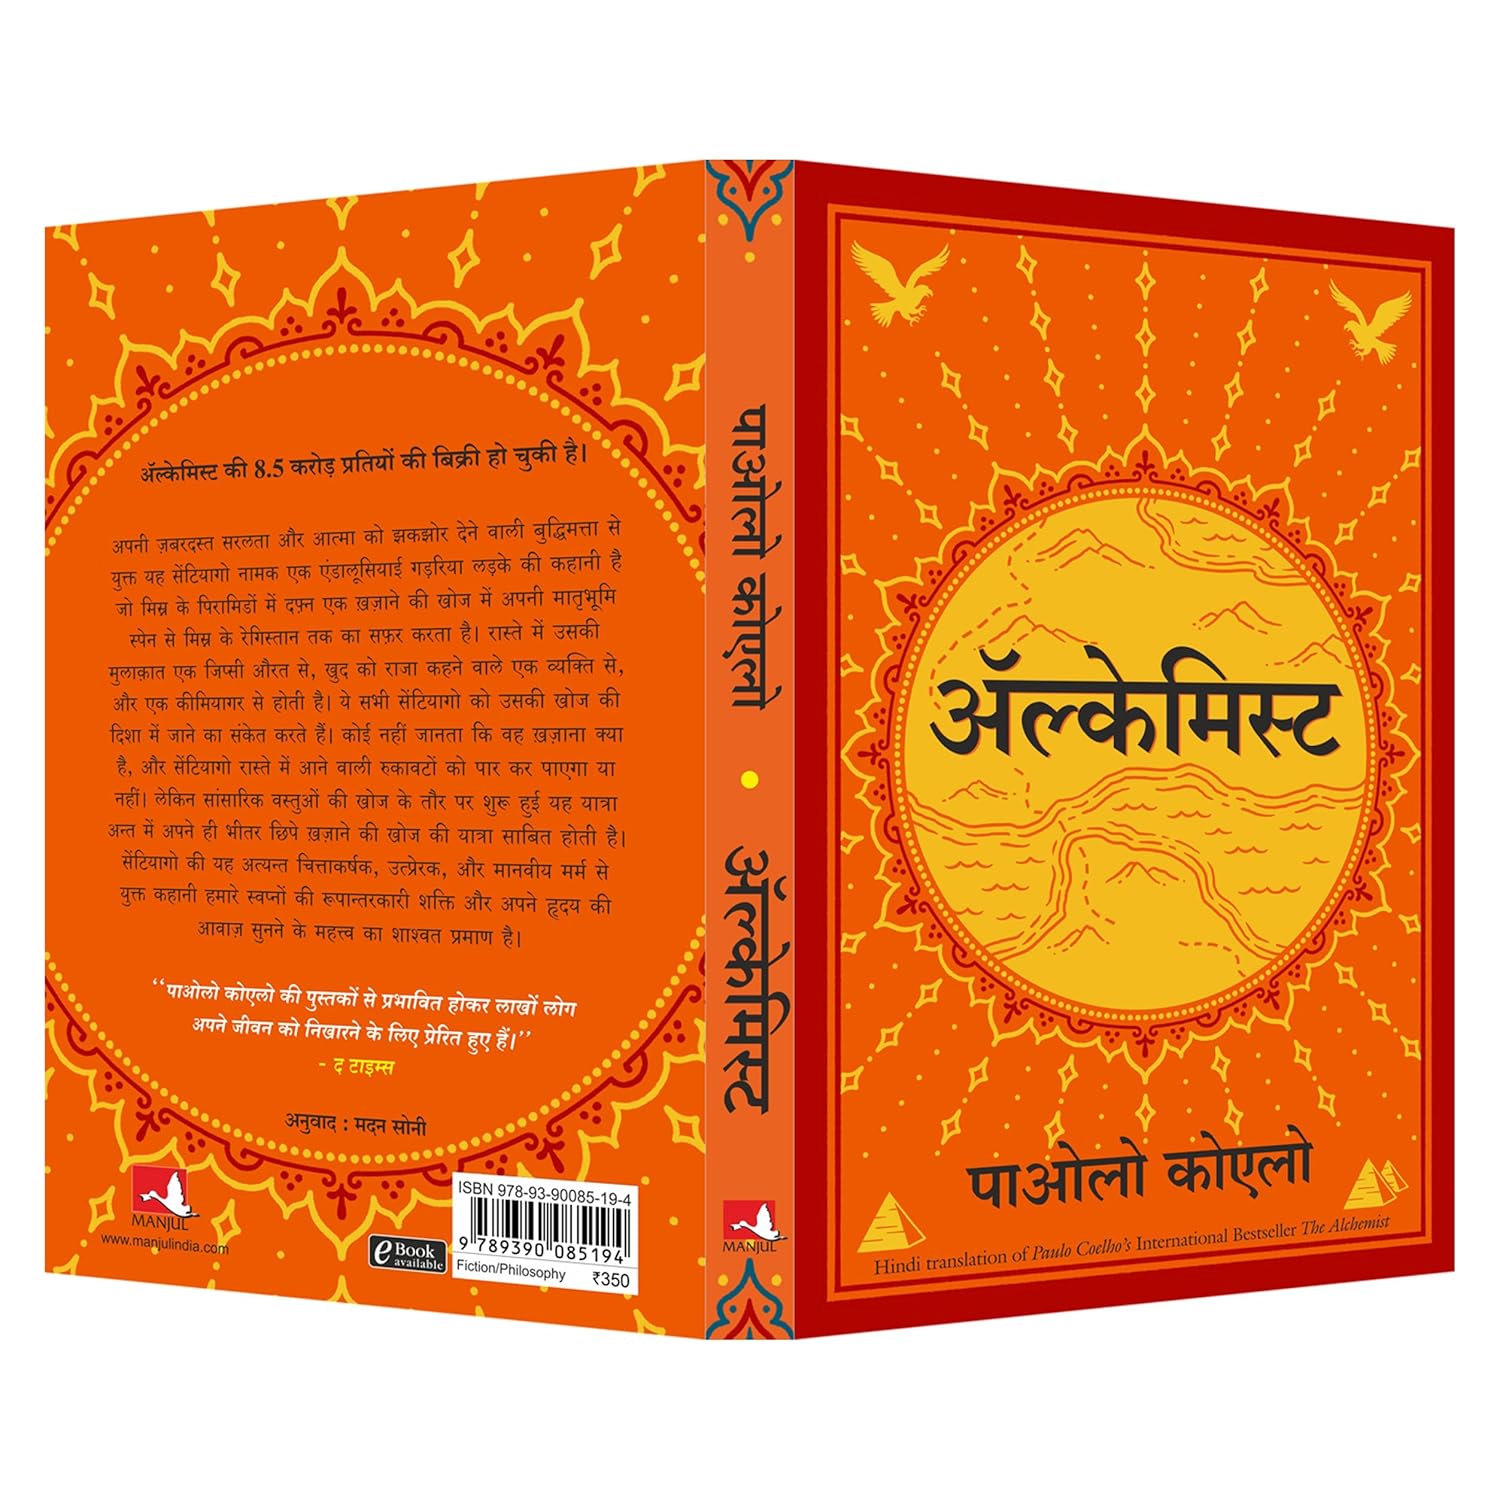 अॅल्केमिस्ट की 8.5 करोड़ प्रतियों की बिक्री हो चुकी है।
अपनी ज़बरदस्त सरलता और आत्मा को झकझोर देने वाली बुद्धिमत्ता से
युक्त यह सेंटियागो नामक एक एंडालूसियाई गड़रिया लड़के की कहानी है
जो मिस्र के पिरामिडों में दफ़्न एक ख़ज़ाने की खोज में अपनी मातृभूमि
स्पेन से मिस्र के रेगिस्तान तक का सफ़र करता है। रास्ते में उसकी
मुलाक़ात एक जिप्सी औरत से, खुद को राजा कहने वाले एक व्यक्ति से,
और एक कीमियागर से होती है। ये सभी सेंटियागो को उसकी खोज की
दिशा में जाने का संकेत करते हैं। कोई नहीं जानता कि वह ख़ज़ाना क्या
है, और सेंटियागो रास्ते में आने वाली रुकावटों को पार कर पाएगा या
नहीं। लेकिन सांसारिक वस्तुओं की खोज के तौर पर शुरू हुई यह यात्रा
अन्त में अपने ही भीतर छिपे ख़ज़ाने की खोज की यात्रा साबित होती है।
सेंटियागो की यह अत्यन्त चित्ताकर्षक, उत्प्रेरक, और मानवीय मर्म से
युक्त कहानी हमारे स्वप्नों की रूपान्तरकारी शक्ति और अपने हृदय की
आवाज़ सुनने के महत्त्व का शाश्वत प्रमाण है।
‘‘पाओलो कोएलो की पुस्तकों से प्रभावित होकर लाखों लोग
अपने जीवन को निखारने के लिए प्रेरित हुए हैं।’’
- द टाइम्स
अनुवाद : मदन सोनी
MANJUL
www.manjulindia.com
eBook
available
ISBN 978-93-90085-19-4
9 789390 085194
Fiction/Philosophy ₹350
पाओलो कोएलो • अॅल्केमिस्ट
MANJUL
अॅल्केमिस्ट
पाओलो कोएलो
Hindi translation of Paulo Coelho's International Bestseller The Alchemist